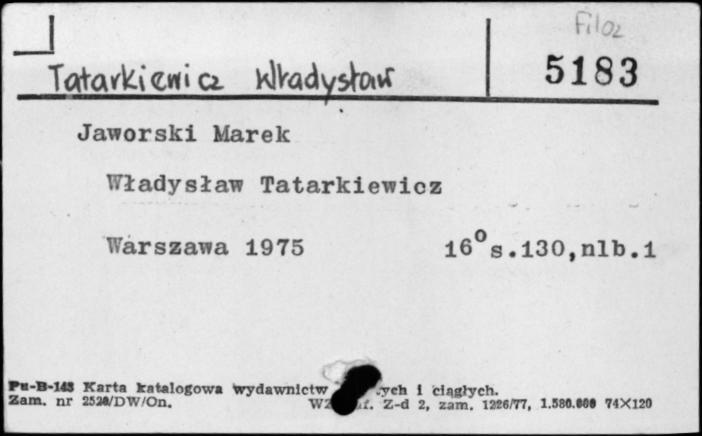 Filoz
Tatarkiewicz Władysław
5183
Jaworski Marek
Władysław Tatarkiewicz
Warszawa 1975 16° s.130,nlb.1
Pu-B-143 Karta katalogowa wydawnictw i ciągłych.
Zam. nr 2520/DW/On. Z-d 2, zam. 1226/77, 1.580.000 74×120